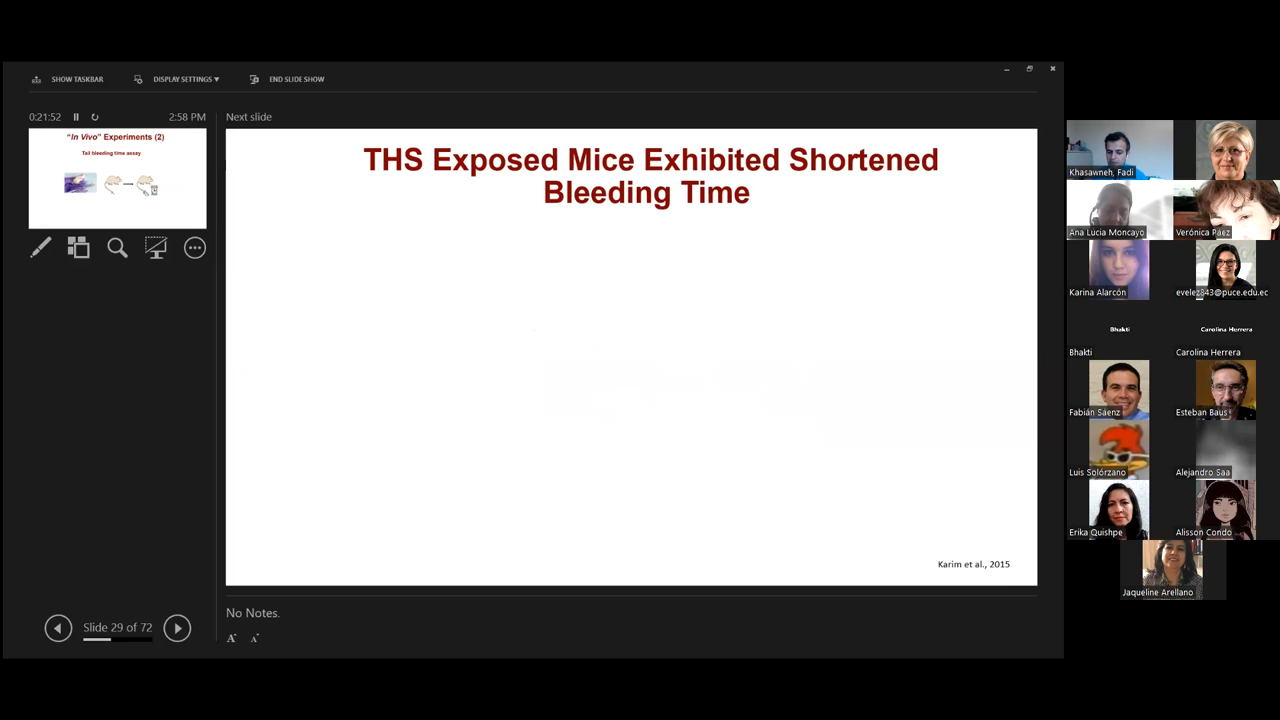 SHOW TASKBAR
DISPLAY SETTINGS ▼
END SLIDE SHOW
0:21:52
2:58 PM
"In Vivo" Experiments (2)
Tail bleeding time assay
Slide 29 of 72
Next slide
THS Exposed Mice Exhibited Shortened
Bleeding Time
Karim et al., 2015
No Notes.
A A
Khasawneh, Fadi
Ana Lucia Moncayo
Verónica Páez
Karina Alarcón
evelez843@puce.edu.ec
Bhakti
Carolina Herrera
Bhakti
Carolina Herrera
Fabián Sáenz
Esteban Baus
Luis Solórzano
Alejandro Saa
Erika Quishpe
Alisson Condo
Jaqueline Arellano